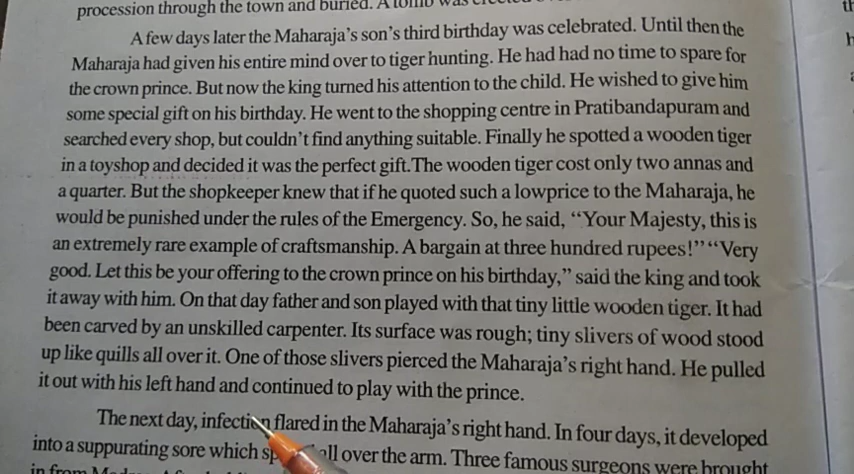 procession through the town and buried. A tomb was
A few days later the Maharaja's son's third birthday was celebrated. Until then the
Maharaja had given his entire mind over to tiger hunting. He had had no time to spare for
the crown prince. But now the king turned his attention to the child. He wished to give him
some special gift on his birthday. He went to the shopping centre in Pratibandapuram and
searched every shop, but couldn't find anything suitable. Finally he spotted a wooden tiger
in a toyshop and decided it was the perfect gift.The wooden tiger cost only two annas and
a quarter. But the shopkeeper knew that if he quoted such a lowprice to the Maharaja, he
would be punished under the rules of the Emergency. So, he said, “Your Majesty, this is
an extremely rare example of craftsmanship. A bargain at three hundred rupees!” “Very
good. Let this be your offering to the crown prince on his birthday,” said the king and took
it away with him. On that day father and son played with that tiny little wooden tiger. It had
been carved by an unskilled carpenter. Its surface was rough; tiny slivers of wood stood
up like quills all over it. One of those slivers pierced the Maharaja's right hand. He pulled
it out with his left hand and continued to play with the prince.
The next day, infection flared in the Maharaja's right hand. In four days, it developed
into a suppurating sore which all over the arm. Three famous surgeons were brought
in from